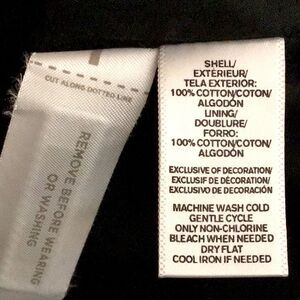 CUT ALONG DOTTED LINE
REMOVE BEFORE WEARING
OR WASHING
SHELL/
EXTÉRIEUR/
TELA EXTERIOR:
100% COTTON/COTON/
ALGODÓN
LINING/
DOUBLURE/
FORRO:
100% COTTON/COTON/
ALGODÓN
EXCLUSIVE OF DECORATION/
EXCLUSIF DE DÉCORATION/
EXCLUSIVO DE DECORACIÓN
MACHINE WASH COLD
GENTLE CYCLE
ONLY NON-CHLORINE
BLEACH WHEN NEEDED
DRY FLAT
COOL IRON IF NEEDED